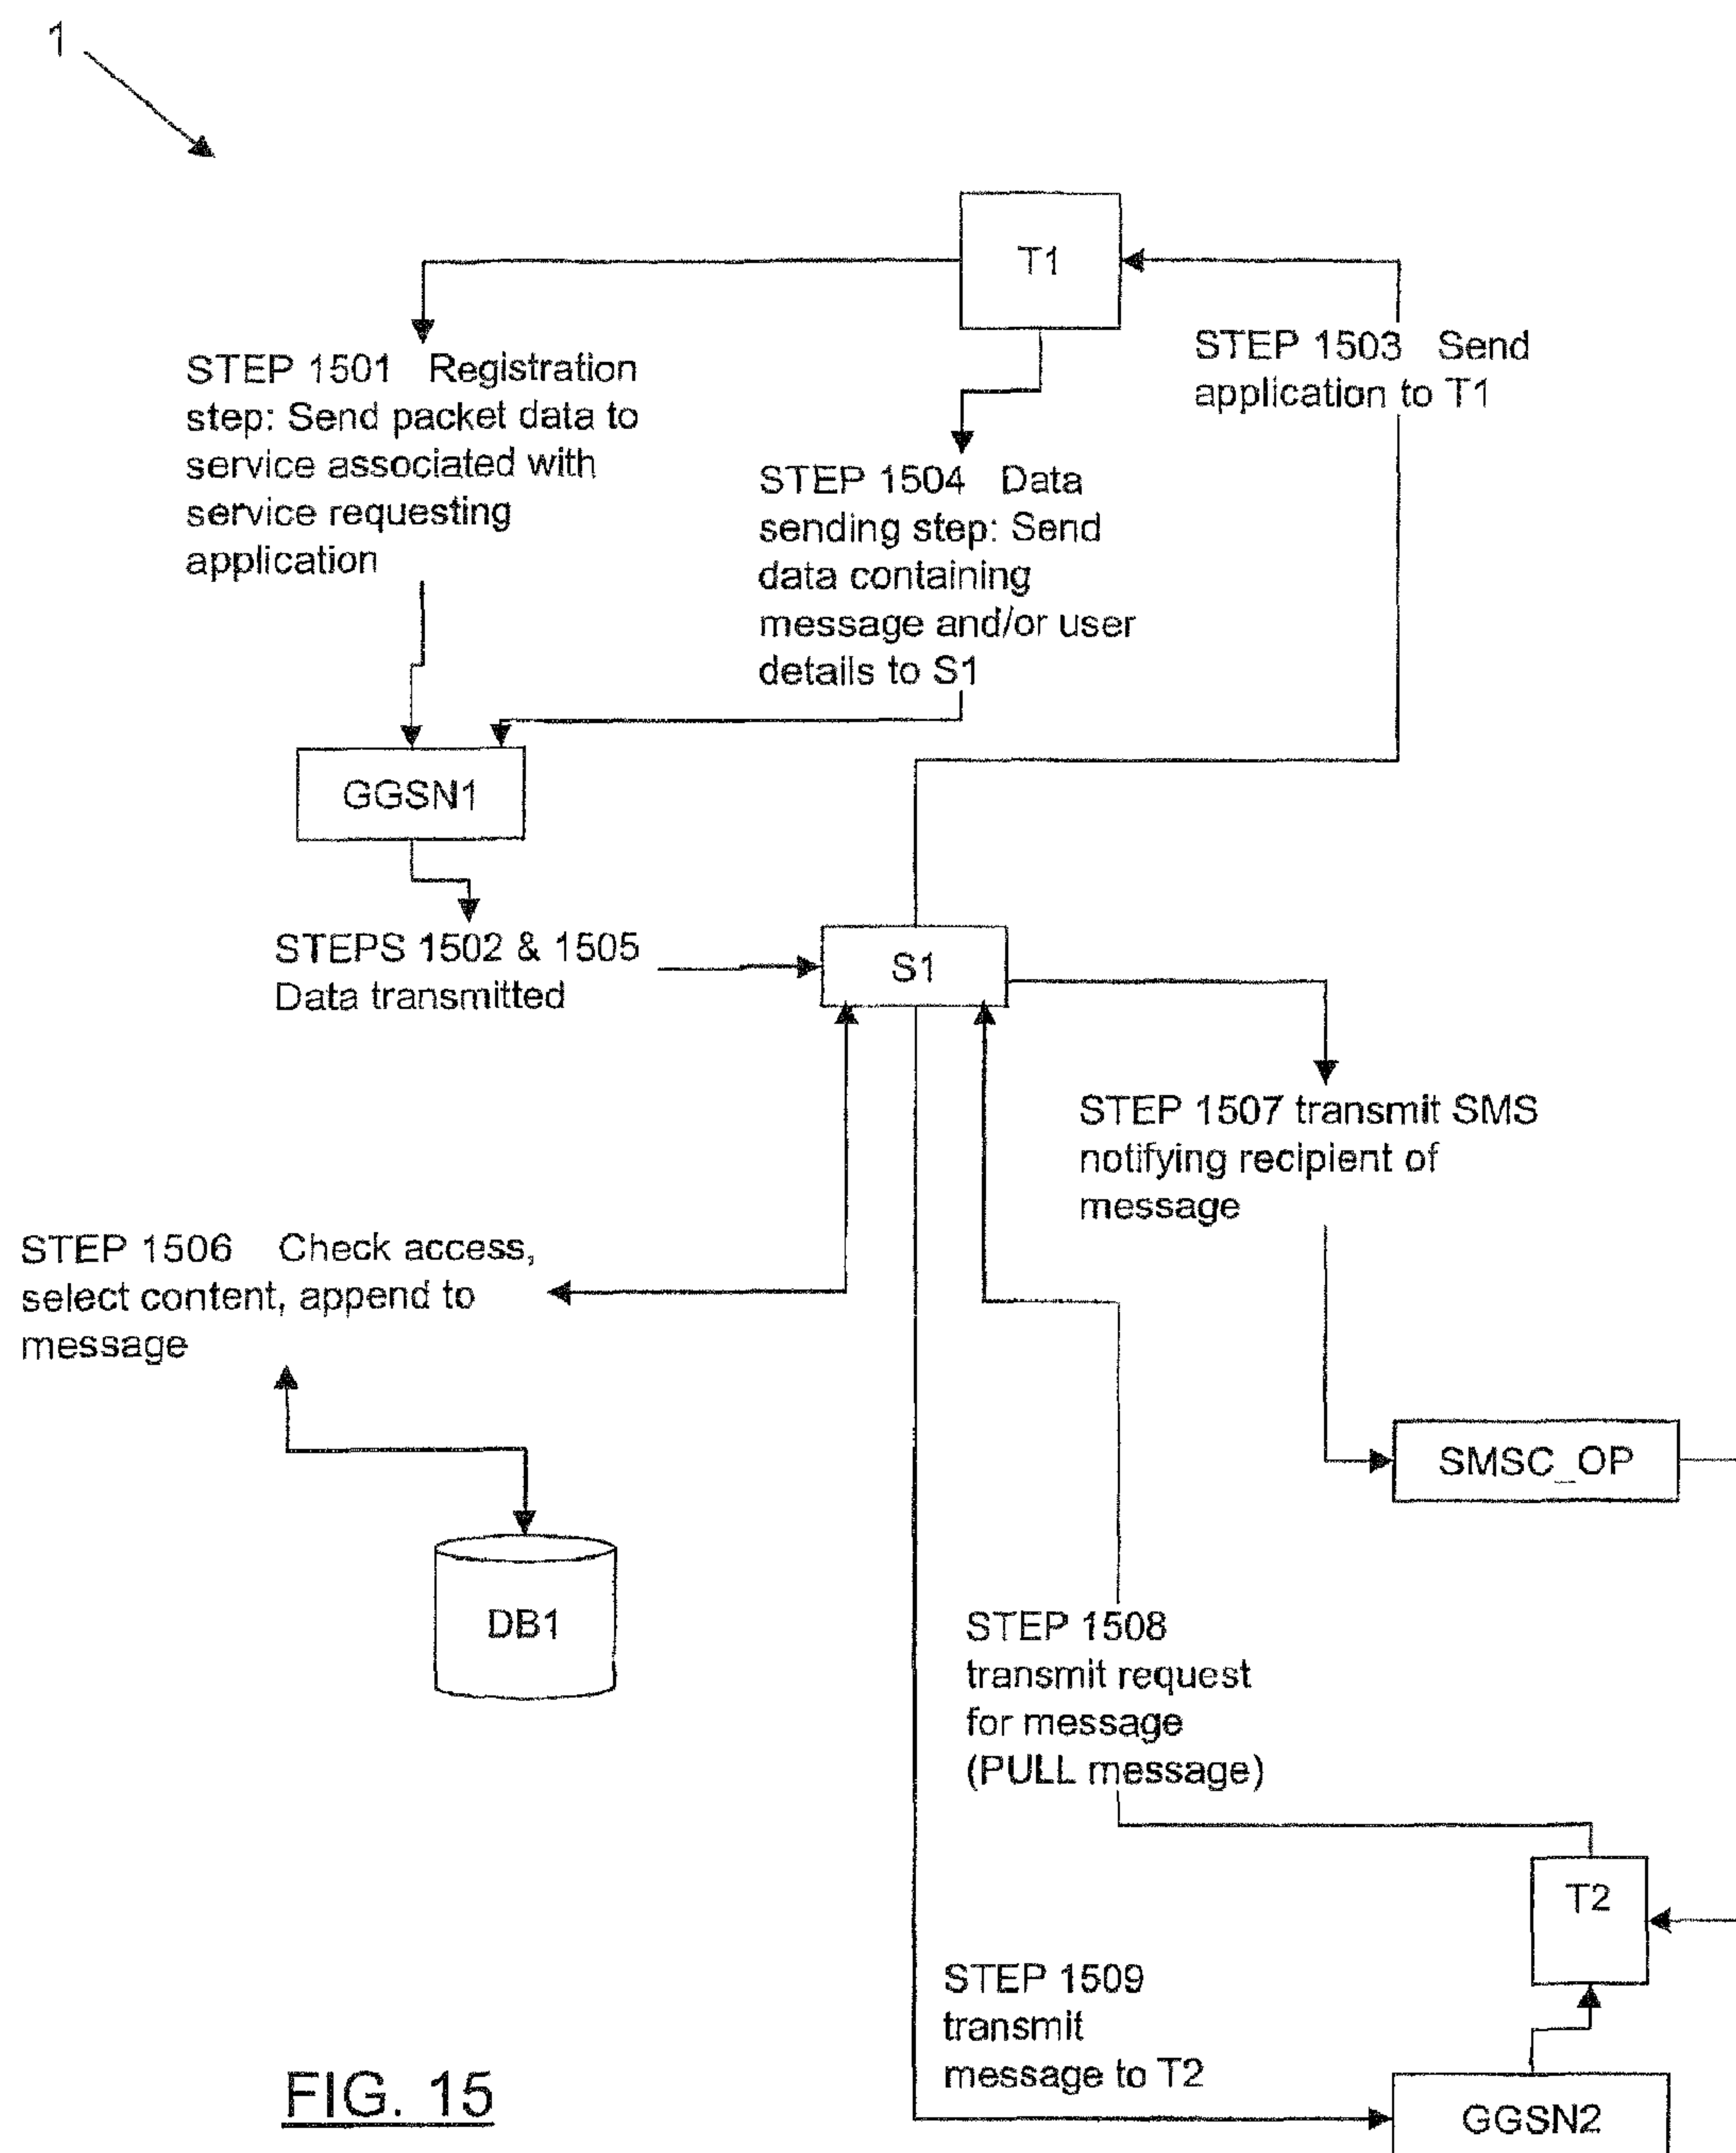 1
T1
STEP 1501 Registration
step: Send packet data to
service associated with
service requesting
application
STEP 1503 Send
application to T1
STEP 1504 Data
sending step: Send
data containing
message and/or user
details to S1
GGSN1
STEPS 1502 & 1505
Data transmitted
S1
STEP 1507 transmit SMS
notifying recipient of
message
STEP 1506 Check access,
select content, append to
message
SMSC_OP
DB1
STEP 1508
transmit request
for message
(PULL message)
T2
STEP 1509
transmit
message to T2
GGSN2
FIG. 15